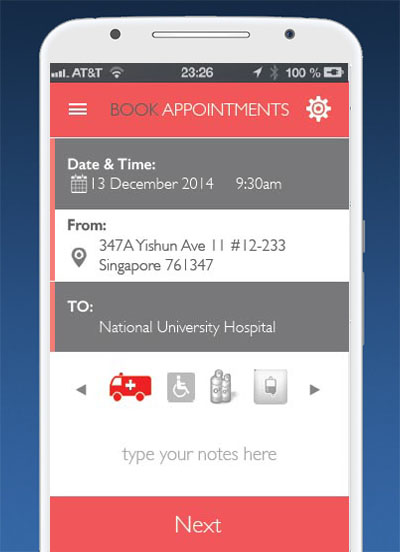 AT&T 23:26 100 %
BOOK APPOINTMENTS
Date & Time:
13 December 2014 9:30am
From:
347A Yishun Ave 11 #12-233
Singapore 761347
TO:
National University Hospital
type your notes here
Next